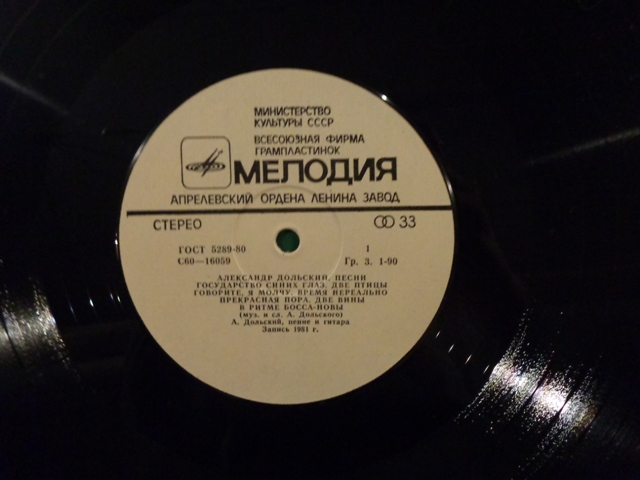 МИНИСТЕРСТВО
КУЛЬТУРЫ СССР
ВСЕСОЮЗНАЯ ФИРМА
ГРАМПЛАСТИНОК
МЕЛОДИЯ
АПРЕЛЕВСКИЙ ОРДЕНА ЛЕНИНА ЗАВОД
СТЕРЕО 33
ГОСТ 5289-80 1
С60—16059 Гр. 3. 1-90
АЛЕКСАНДР ДОЛЬСКИЙ, ПЕСНИ
ГОСУДАРСТВО СИНИХ ГЛАЗ, ДВЕ ПТИЦЫ
ГОВОРИТЕ, Я МОЛЧУ, ВРЕМЯ НЕРЕАЛЬНО
ПРЕКРАСНАЯ ПОРА, ДВЕ ВИНЫ
В РИТМЕ БОССА-НОВЫ
(муз. и сл. А. Дольского)
А. Дольский, пение и гитара
Запись 1981 г.